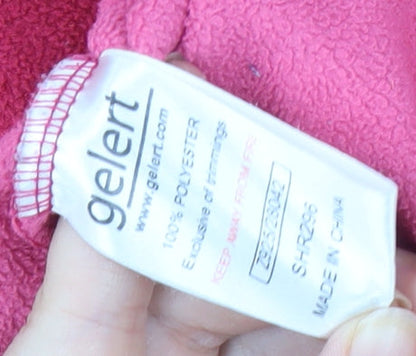 gelert
www.gelert.com
100% POLYESTER
Exclusive of trimmings
KEEP AWAY FROM FIRE
SHR296
MADE IN CHINA